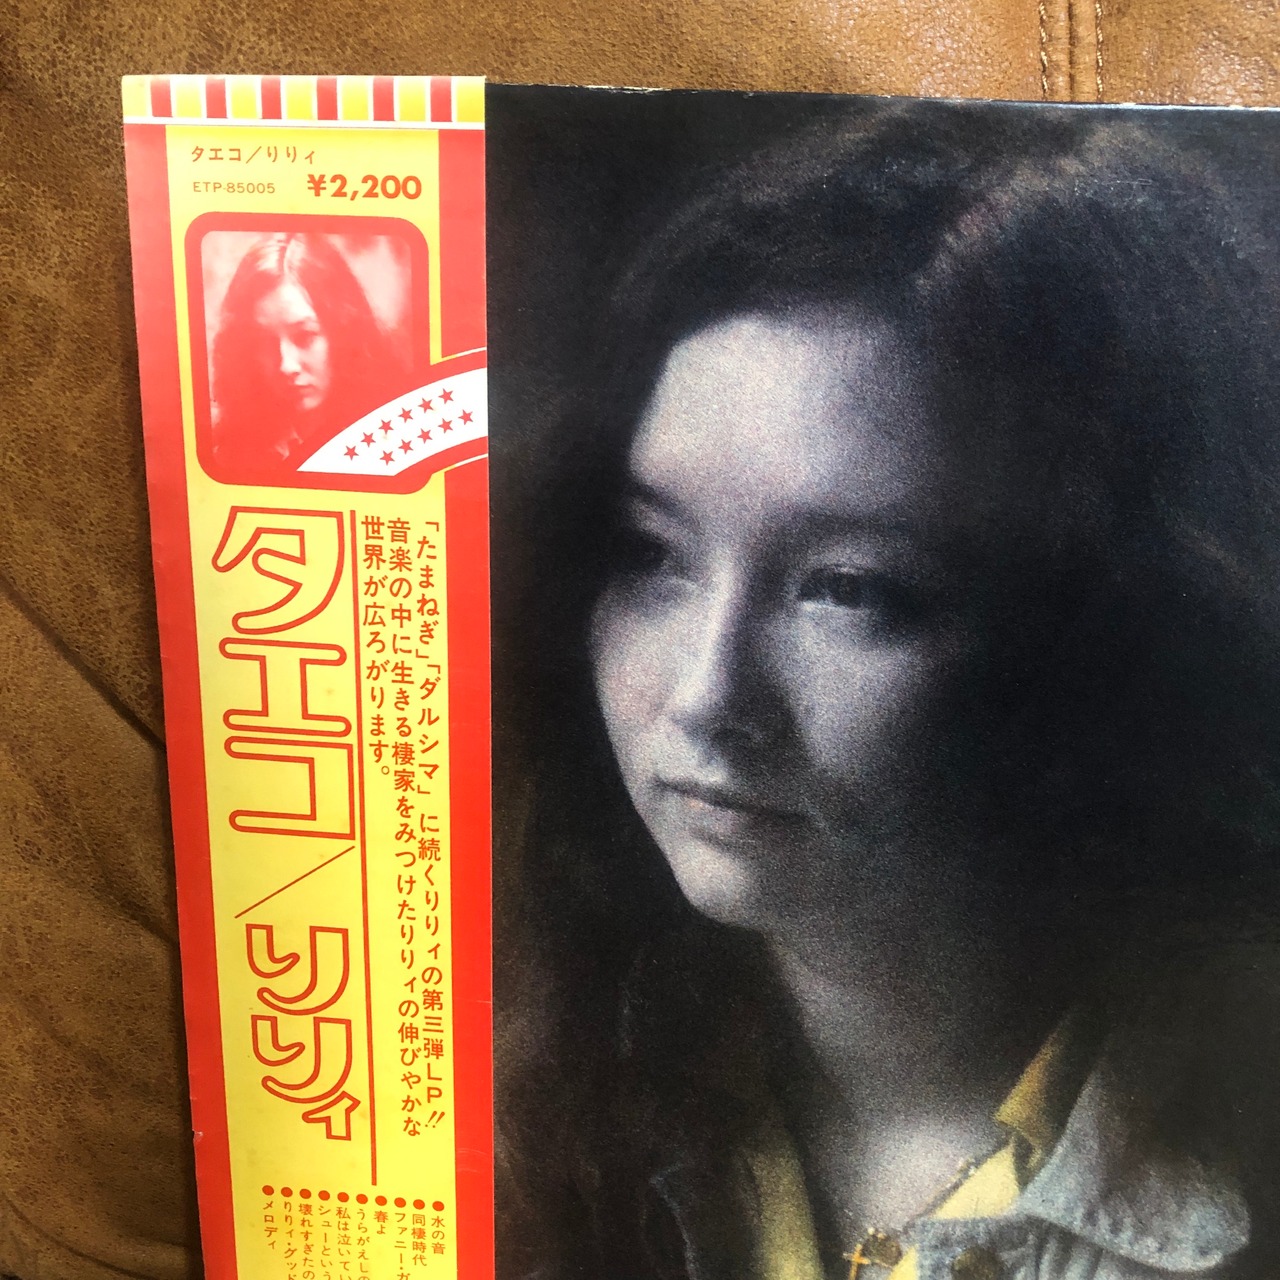 タエコ／りりィ
ETP-85005 ¥2,200
タエコ／りりィ
「たまねぎ」「ダルシマ」に続くりりィの第三弾LP!!
音楽の中に生きる棲家をみつけたりりィの伸びやかな
世界が広ろがります。
●水の音
●同棲時代
●ファニー・ガ
●春よ
●うらがえしの
●私は泣いてい
●シューという
●壊れすぎたの
●りりィ・グッド
●メロディ